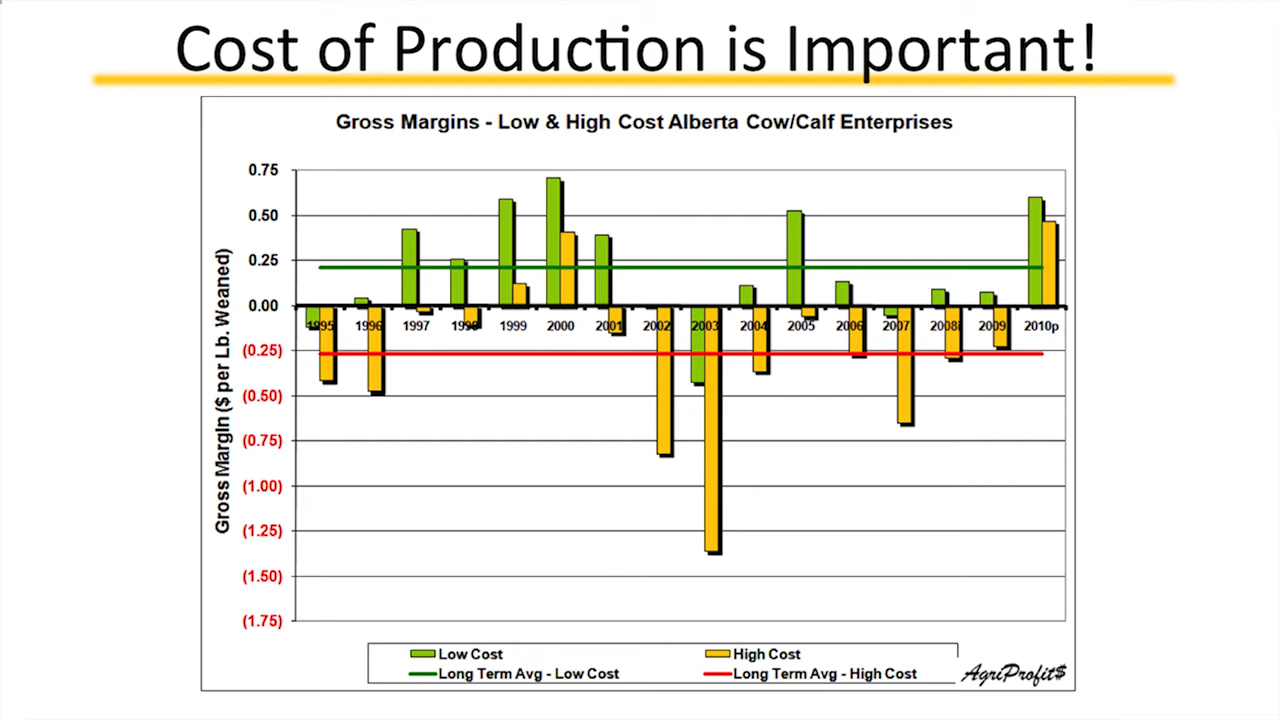 Cost of Production is Important!
Gross Margins - Low & High Cost Alberta Cow/Calf Enterprises
Gross Margin ($ per Lb. Weaned)
0.75
0.50
0.25
0.00
(0.25)
(0.50)
(0.75)
(1.00)
(1.25)
(1.50)
(1.75)
1995 1996 1997 1998 1999 2000 2001 2002 2003 2004 2005 2006 2007 2008 2009 2010p
Low Cost High Cost
Long Term Avg - Low Cost Long Term Avg - High Cost
AgriProfit$